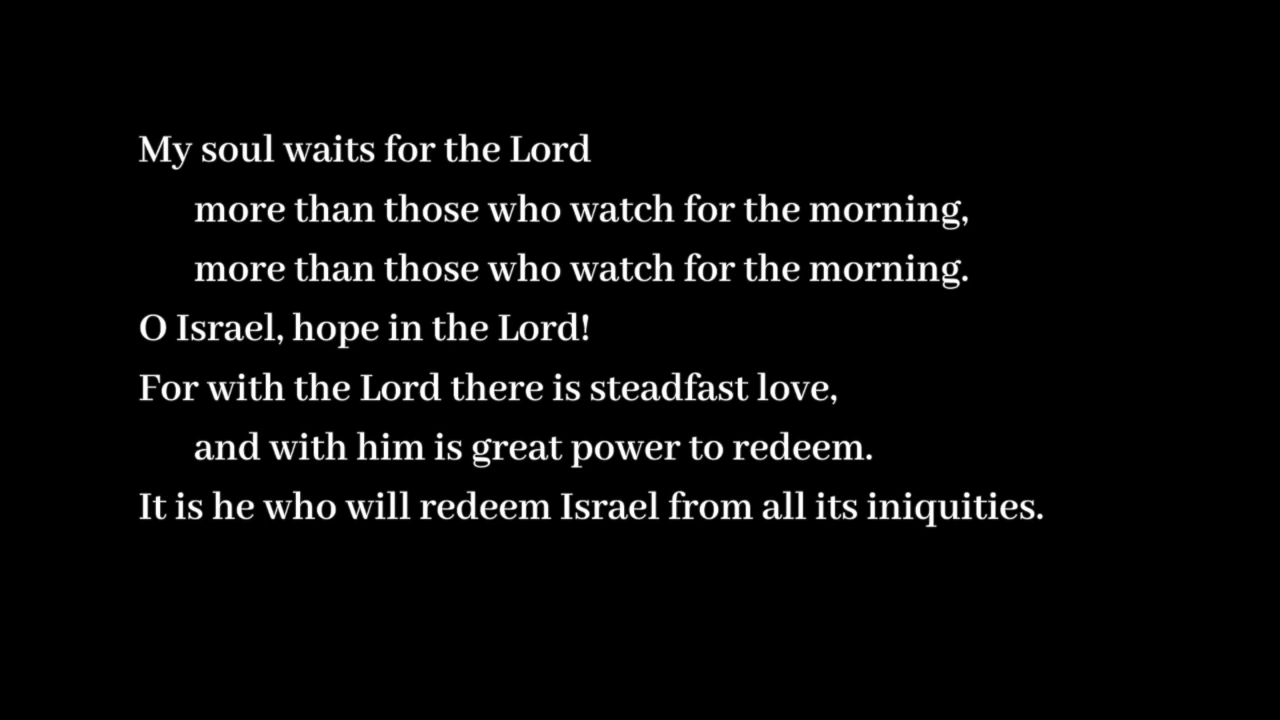 My soul waits for the Lord
more than those who watch for the morning,
more than those who watch for the morning.
O Israel, hope in the Lord!
For with the Lord there is steadfast love,
and with him is great power to redeem.
It is he who will redeem Israel from all its iniquities.